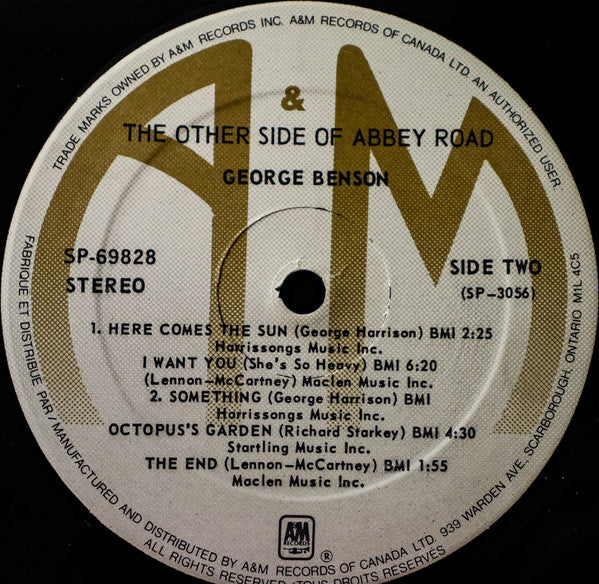 TRADE MARKS OWNED BY A&M RECORDS INC. A&M RECORDS OF CANADA LTD. AN AUTHORIZED USER
&
THE OTHER SIDE OF ABBEY ROAD
GEORGE BENSON
SP-69828
STEREO
SIDE TWO
(SP-3056)
1. HERE COMES THE SUN (George Harrison) BMI 2:25
Harrissongs Music Inc.
I WANT YOU (She's So Heavy) BMI 6:20
(Lennon-McCartney) Maclen Music Inc.
2. SOMETHING (George Harrison) BMI
Harrissongs Music Inc.
OCTOPUS'S GARDEN (Richard Starkey) BMI 4:30
Startling Music Inc.
THE END (Lennon-McCartney) BMI 1:55
Maclen Music Inc.
A&M
RECORDS
®
FABRIQUE ET DISTRIBUE PAR/MANUFACTURED AND DISTRIBUTED BY A&M RECORDS OF CANADA LTD. 939 WARDEN AVE., SCARBOROUGH, ONTARIO M1L 4C5
ALL RIGHTS RESERVED/TOUS DROITS RESERVES